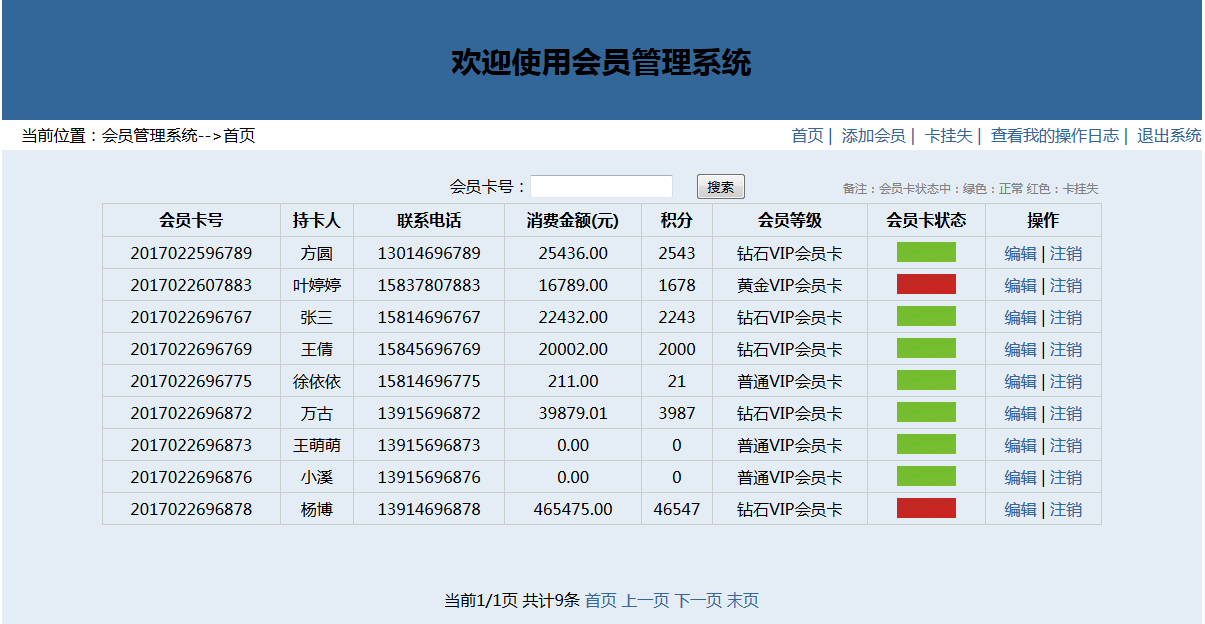 欢迎使用会员管理系统
当前位置：会员管理系统-->首页 首页 | 添加会员 | 卡挂失 | 查看我的操作日志 | 退出系统
会员卡号： 搜索 备注：会员卡状态中：绿色：正常 红色：卡挂失
会员卡号 持卡人 联系电话 消费金额(元) 积分 会员等级 会员卡状态 操作
2017022596789 方圆 13014696789 25436.00 2543 钻石VIP会员卡 编辑 | 注销
2017022607883 叶婷婷 15837807883 16789.00 1678 黄金VIP会员卡 编辑 | 注销
2017022696767 张三 15814696767 22432.00 2243 钻石VIP会员卡 编辑 | 注销
2017022696769 王倩 15845696769 20002.00 2000 钻石VIP会员卡 编辑 | 注销
2017022696775 徐依依 15814696775 211.00 21 普通VIP会员卡 编辑 | 注销
2017022696872 万古 13915696872 39879.01 3987 钻石VIP会员卡 编辑 | 注销
2017022696873 王萌萌 13915696873 0.00 0 普通VIP会员卡 编辑 | 注销
2017022696876 小溪 13915696876 0.00 0 普通VIP会员卡 编辑 | 注销
2017022696878 杨博 13914696878 465475.00 46547 钻石VIP会员卡 编辑 | 注销
当前1/1页 共计9条 首页 上一页 下一页 末页